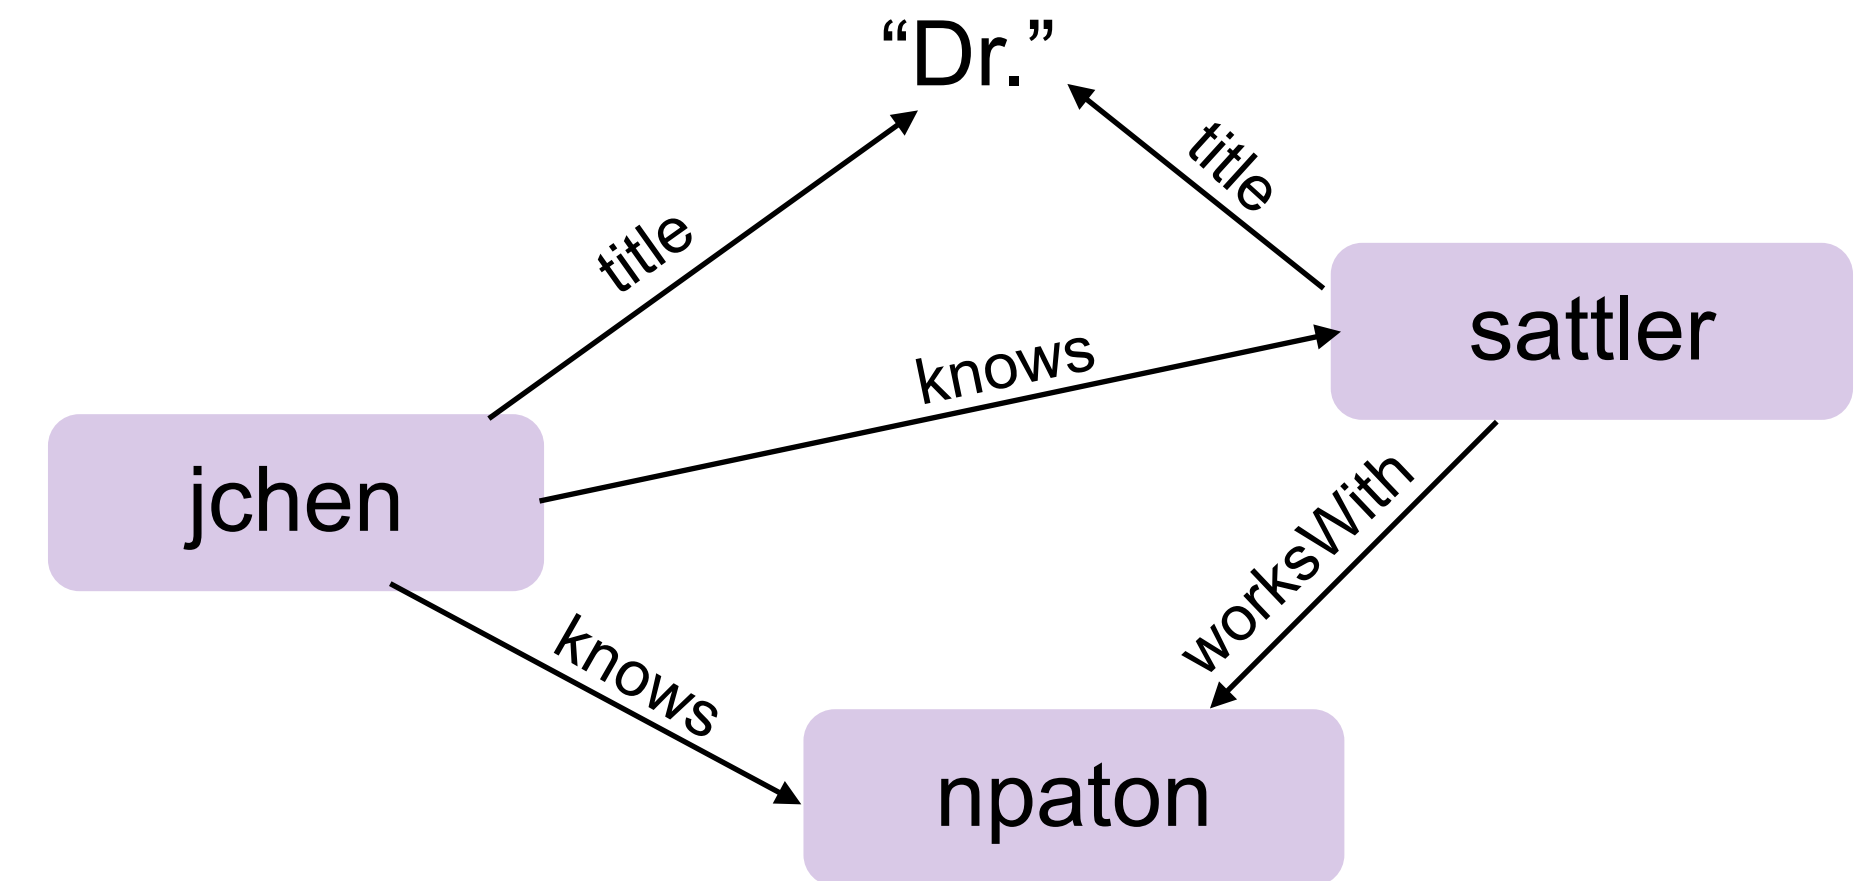 “Dr.”
title
title
sattler
knows
jchen
worksWith
knows
npaton